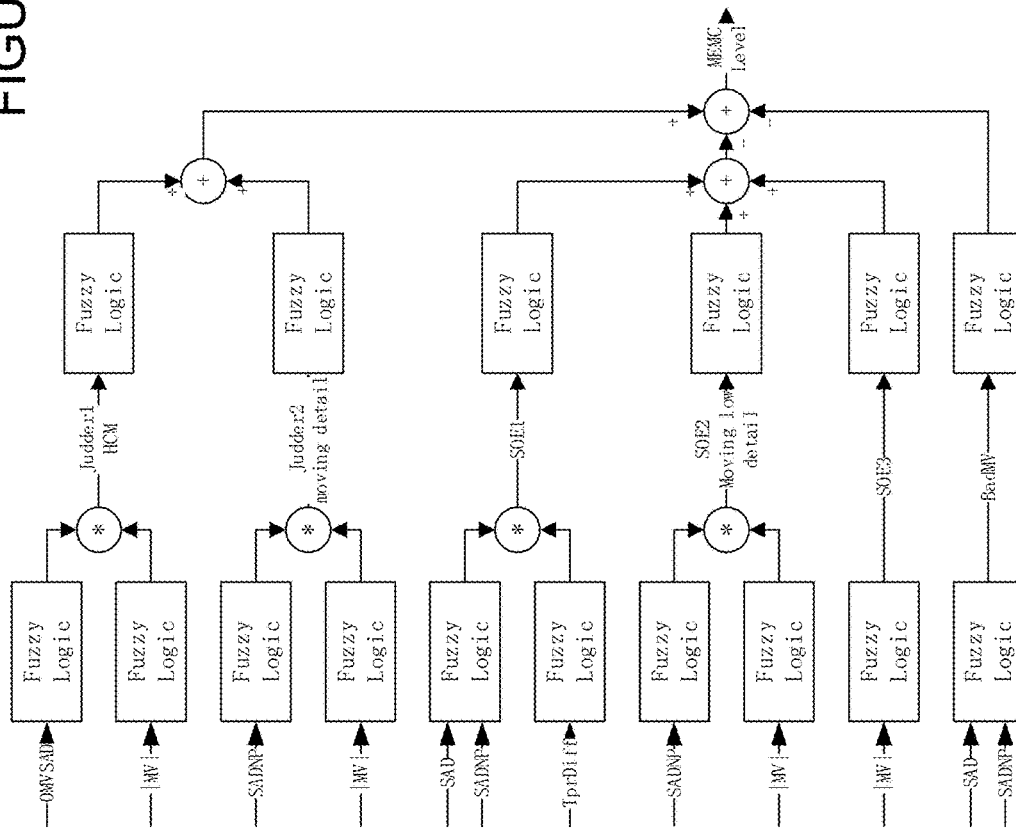 FIGU
MEMC
Level
+
+
-
-
+
+
+
+
+
+
+
+
Fuzzy
Logic
Fuzzy
Logic
Fuzzy
Logic
Fuzzy
Logic
Fuzzy
Logic
Fuzzy
Logic
Judder1
HCM
Judder2
moving detail
SOE1
SOE2
Moving low
detail
SOE3
BadMV
*
*
*
*
Fuzzy
Logic
Fuzzy
Logic
Fuzzy
Logic
Fuzzy
Logic
Fuzzy
Logic
Fuzzy
Logic
Fuzzy
Logic
Fuzzy
Logic
Fuzzy
Logic
Fuzzy
Logic
OMVSAD
|MV|
SADNP
|MV|
SAD
SADNP
TprDiff
SADNP
|MV|
|MV|
SAD
SADNP